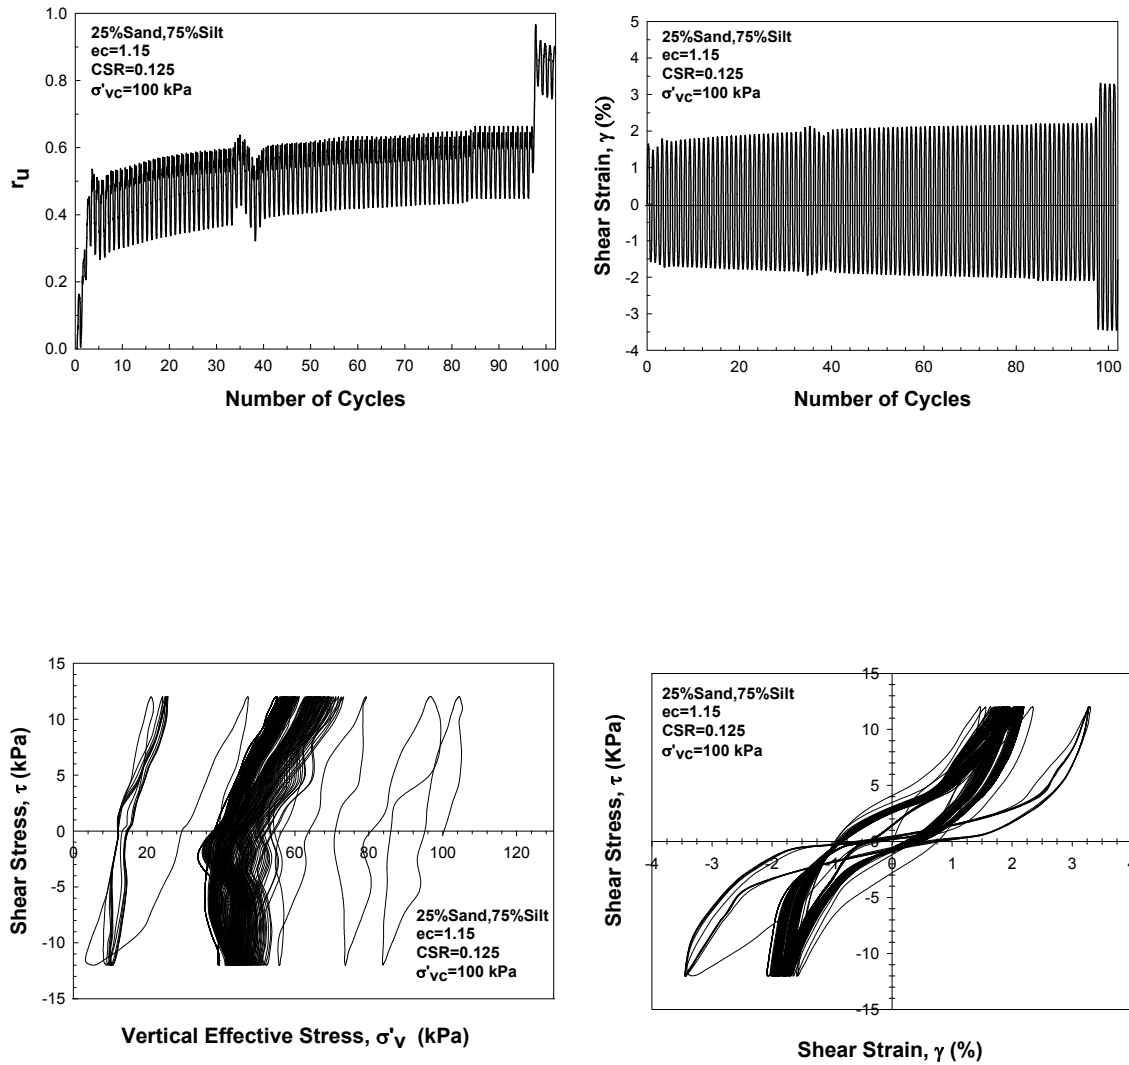 1.0
0.8
0.6
0.4
0.2
0.0
ru
25%Sand,75%Silt
ec=1.15
CSR=0.125
σ'vc=100 kPa
0 10 20 30 40 50 60 70 80 90 100
Number of Cycles
5
4
3
2
1
0
-1
-2
-3
-4
Shear Strain, γ (%)
25%Sand,75%Silt
ec=1.15
CSR=0.125
σ'vc=100 kPa
0 20 40 60 80 100
Number of Cycles
15
10
5
0
-5
-10
-15
Shear Stress, τ (kPa)
0 20 60 80 100 120
25%Sand,75%Silt
ec=1.15
CSR=0.125
σ'vc=100 kPa
Vertical Effective Stress, σ'v (kPa)
15
10
5
0
-5
-10
-15
Shear Stress, τ (KPa)
25%Sand,75%Silt
ec=1.15
CSR=0.125
σ'vc=100 kPa
-4 -3 -2 -1 0 1 2 3 4
Shear Strain, γ (%)